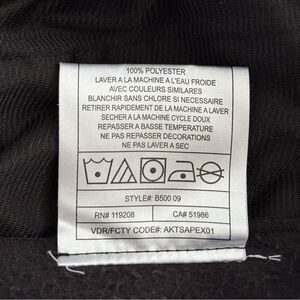 100% POLYESTER
LAVER A LA MACHINE A L'EAU FROIDE
AVEC COULEURS SIMILAIRES
BLANCHIR SANS CHLORE SI NECESSAIRE
RETIRER RAPIDEMENT DE LA MACHINE A LAVER
SECHER A LA MACHINE CYCLE DOUX
REPASSER A BASSE TEMPERATURE
NE PAS REPASSER DECORATIONS
NE PAS LAVER A SEC
STYLE#: B500 09
RN# 119208 CA# 51986
VDR/FCTY CODE#: AKTSAPEX01